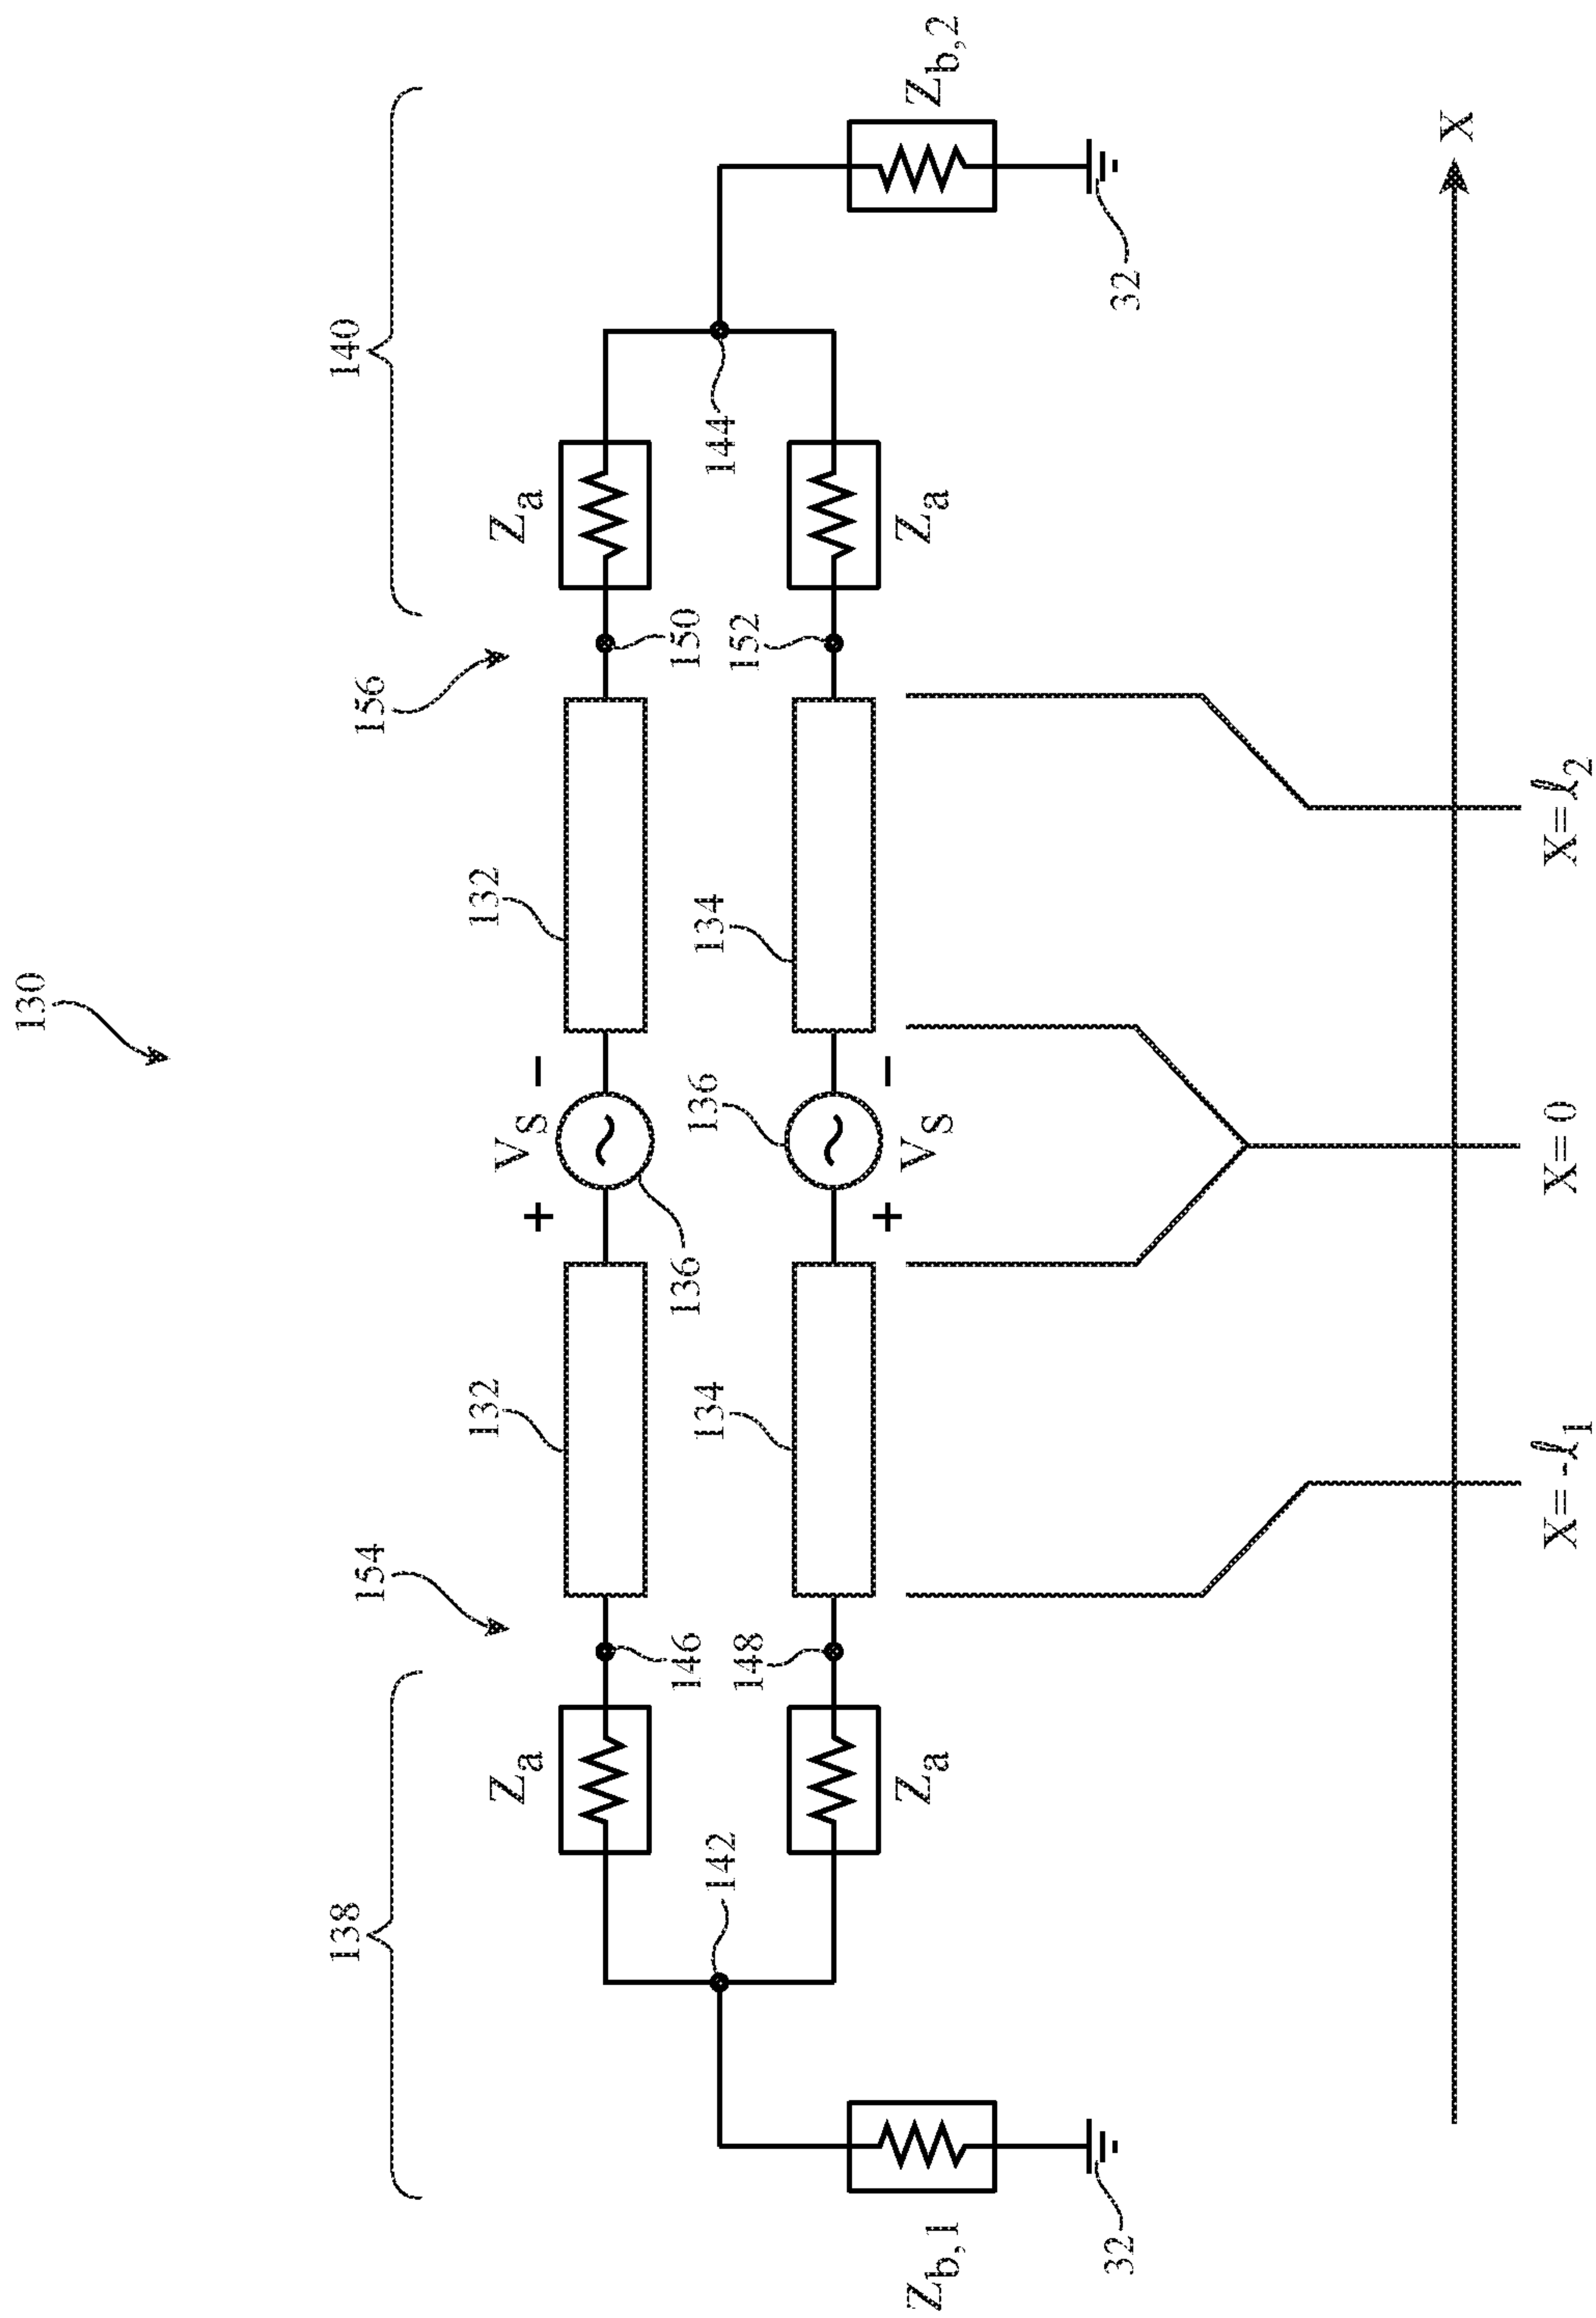 130
138
140
154
156
Za
132
+
VS
−
132
Za
146
136
150
142
144
148
134
136
134
152
Za
+
VS
−
Za
Zb,1
Zb,2
32
32
X
X= -ℓ1
X= 0
X= ℓ2